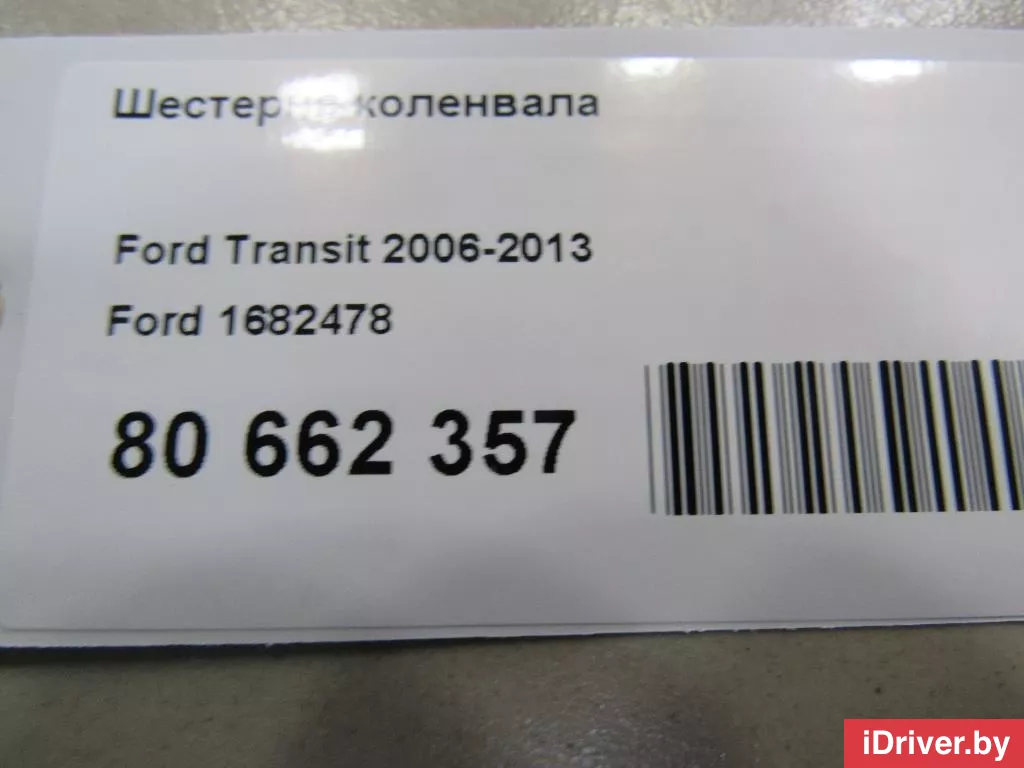 Шестерня коленвала
Ford Transit 2006-2013
Ford 1682478
80 662 357
iDriver.by